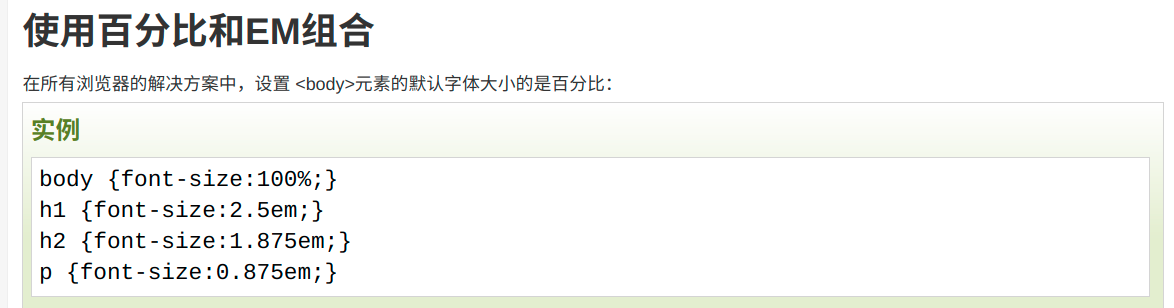 使用百分比和EM组合
在所有浏览器的解决方案中，设置 <body>元素的默认字体大小的是百分比：
实例
body {font-size:100%;}
h1 {font-size:2.5em;}
h2 {font-size:1.875em;}
p {font-size:0.875em;}